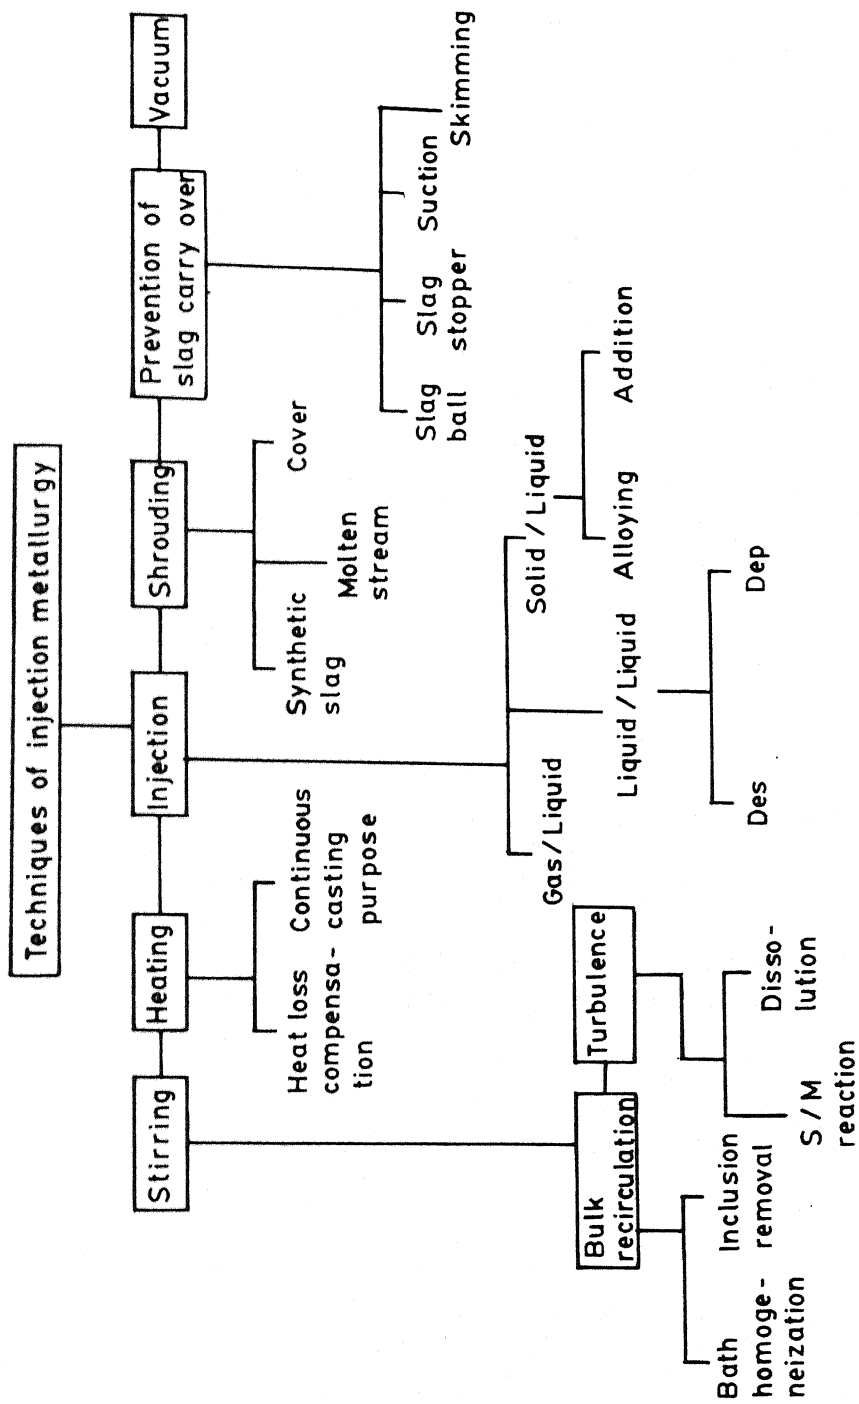 Techniques of injection metallurgy
Stirring
Heating
Injection
Shrouding
Prevention of
slag carry over
Vacuum
Heat loss
compensa-
tion
Continuous
casting
purpose
Synthetic
slag
Molten
stream
Cover
Slag
ball
Slag
stopper
Suction
Skimming
Gas/Liquid
Liquid/Liquid
Solid/Liquid
Des
Dep
Alloying
Addition
Bulk
recirculation
Turbulence
Bath
homoge-
neization
Inclusion
removal
S/M
reaction
Disso-
lution